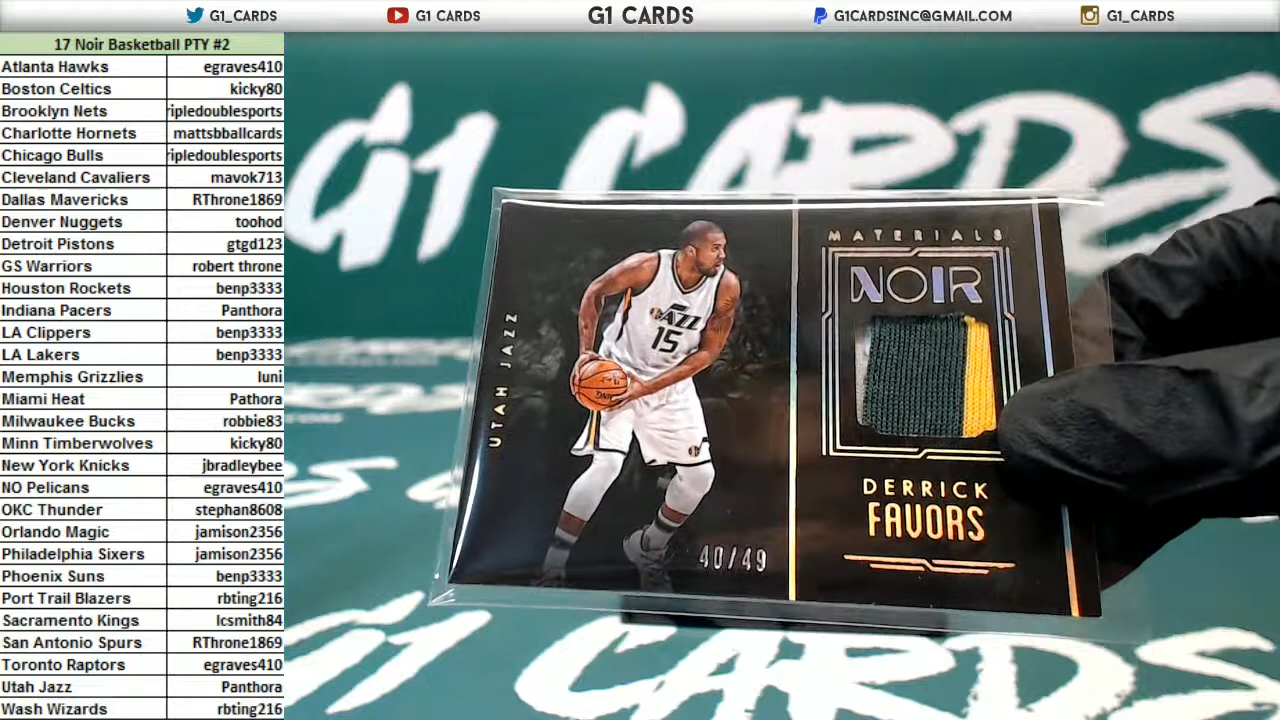 G1_CARDS
G1 CARDS
G1 CARDS
G1CARDSINC@GMAIL.COM
G1_CARDS
17 Noir Basketball PTY #2
Atlanta Hawks egraves410
Boston Celtics kicky80
Brooklyn Nets ripledoublesports
Charlotte Hornets mattsbballcards
Chicago Bulls ripledoublesports
Cleveland Cavaliers mavok713
Dallas Mavericks RThrone1869
Denver Nuggets toohod
Detroit Pistons gtgd123
GS Warriors robert throne
Houston Rockets benp3333
Indiana Pacers Panthora
LA Clippers benp3333
LA Lakers benp3333
Memphis Grizzlies luni
Miami Heat Pathora
Milwaukee Bucks robbie83
Minn Timberwolves kicky80
New York Knicks jbradleybee
NO Pelicans egraves410
OKC Thunder stephan8608
Orlando Magic jamison2356
Philadelphia Sixers jamison2356
Phoenix Suns benp3333
Port Trail Blazers rbting216
Sacramento Kings lcsmith84
San Antonio Spurs RThrone1869
Toronto Raptors egraves410
Utah Jazz Panthora
Wash Wizards rbting216
G1 CARDS
UTAH JAZZ
JAZZ
15
40/49
MATERIALS
NOIR
DERRICK
FAVORS
G1 CARDS